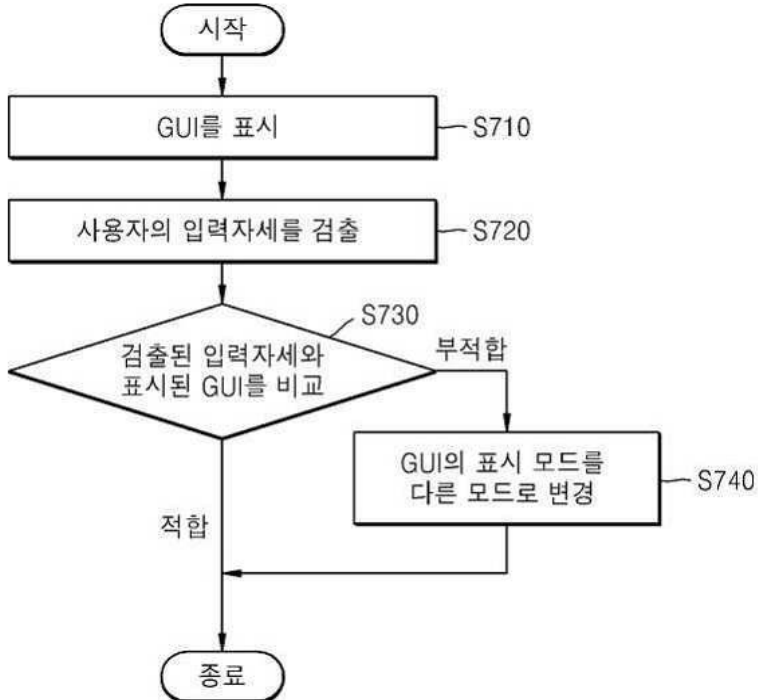 시작
GUI를 표시
S710
사용자의 입력자세를 검출
S720
S730
검출된 입력자세와
표시된 GUI를 비교
부적합
GUI의 표시 모드를
다른 모드로 변경
S740
적합
종료